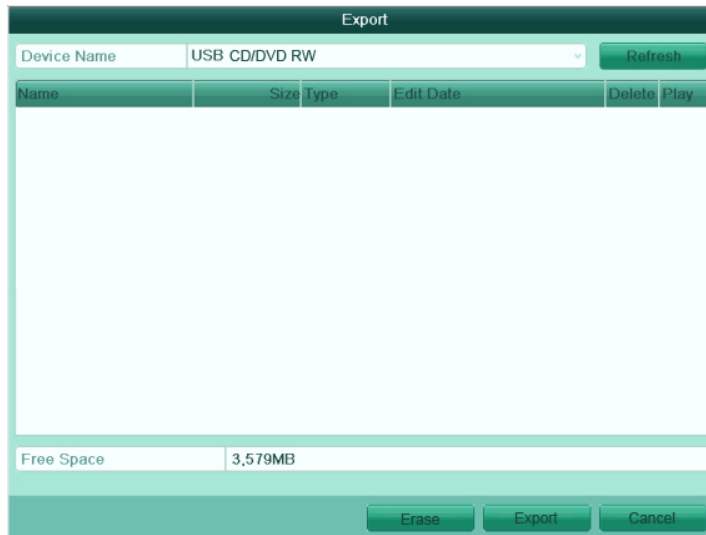 Export
Device Name USB CD/DVD RW Refresh
Name Size Type Edit Date Delete Play
Free Space 3,579MB
Erase Export Cancel